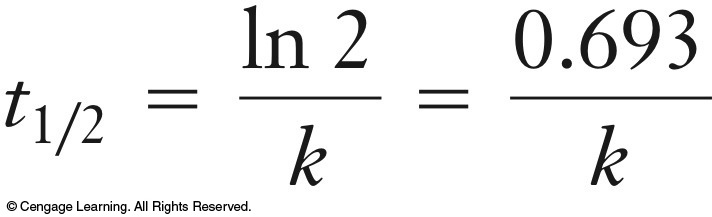 t1/2 = ln 2 / k = 0.693 / k
© Cengage Learning. All Rights Reserved.